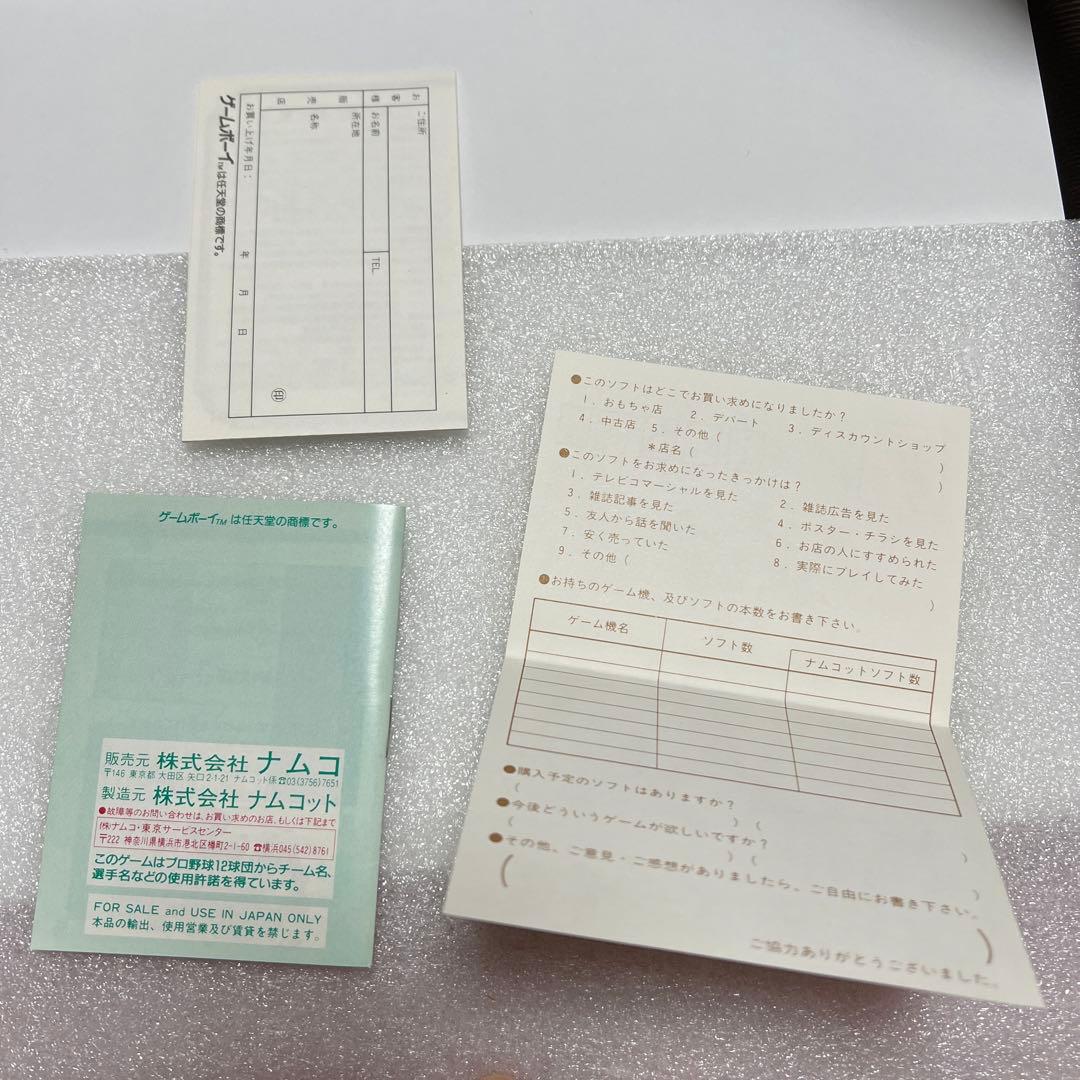 お客様
ご住所
お名前
TEL.
販売店
所在地
名称
印
お買い上げ年月日： 年 月 日
ゲームボーイTMは任天堂の商標です。
ゲームボーイTMは任天堂の商標です。
販売元 株式会社 ナムコ
〒146 東京都 大田区 矢口2-1-21 ナムコット係☎03(3756)7651
製造元 株式会社 ナムコット
●故障等のお問い合わせは、お買い求めのお店、もしくは下記まで
㈱ナムコ・東京サービスセンター
〒222 神奈川県横浜市港北区樽町2-1-60 ☎横浜045(542)8761
このゲームはプロ野球12球団からチーム名、
選手名などの使用許諾を得ています。
FOR SALE and USE IN JAPAN ONLY
本品の輸出、使用営業及び賃貸を禁じます。
●このソフトはどこでお買い求めになりましたか？
1．おもちゃ店 2．デパート 3．ディスカウントショップ
4．中古店 5．その他（ ）
＊店名（ ）
●このソフトをお求めになったきっかけは？
1．テレビコマーシャルを見た 2．雑誌広告を見た
3．雑誌記事を見た 4．ポスター・チラシを見た
5．友人から話を聞いた 6．お店の人にすすめられた
7．安く売っていた 8．実際にプレイしてみた
9．その他（ ）
●お持ちのゲーム機、及びソフトの本数をお書き下さい。
ゲーム機名 ソフト数 ナムコットソフト数
●購入予定のソフトはありますか？
（ ）（ ）
●今後どういうゲームが欲しいですか？
（ ）（ ）
●その他、ご意見・ご感想がありましたら、ご自由にお書き下さい。
（ ）
ご協力ありがとうございました。